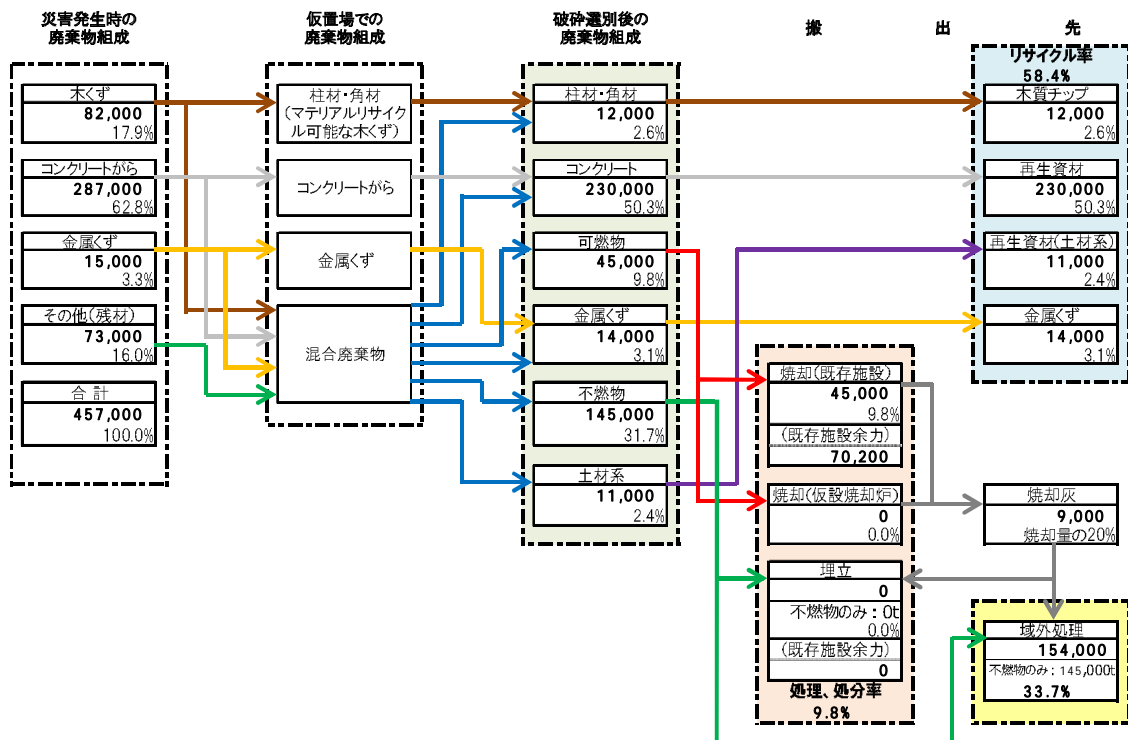 災害発生時の
廃棄物組成
木くず
82,000
17.9%
コンクリートがら
287,000
62.8%
金属くず
15,000
3.3%
その他(残材)
73,000
16.0%
合計
457,000
100.0%
仮置場での
廃棄物組成
柱材・角材
(マテリアルリサイク
ル可能な木くず)
コンクリートがら
金属くず
混合廃棄物
破砕選別後の
廃棄物組成
柱材・角材
12,000
2.6%
コンクリート
230,000
50.3%
可燃物
45,000
9.8%
金属くず
14,000
3.1%
不燃物
145,000
31.7%
土材系
11,000
2.4%
搬 出 先
焼却(既存施設)
45,000
9.8%
(既存施設余力)
70,200
焼却(仮設焼却炉)
0
0.0%
埋立
0
不燃物のみ:0t
0.0%
(既存施設余力)
0
処理、処分率
9.8%
リサイクル率
58.4%
木質チップ
12,000
2.6%
再生資材
230,000
50.3%
再生資材(土材系)
11,000
2.4%
金属くず
14,000
3.1%
焼却灰
9,000
焼却量の20%
域外処理
154,000
不燃物のみ:145,000t
33.7%